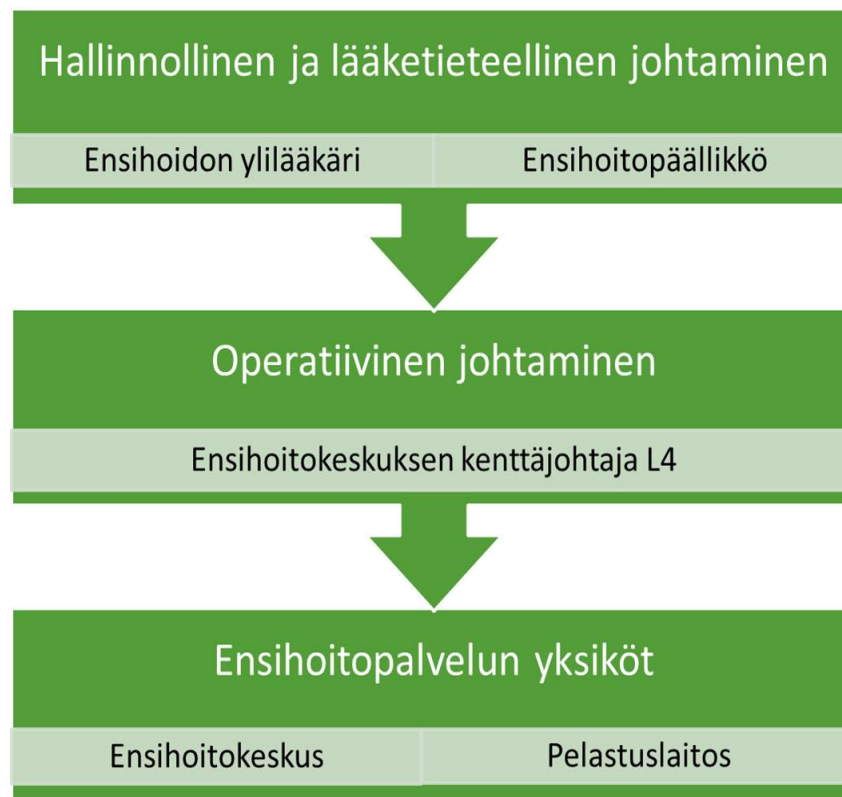 Hallinnollinen ja lääketieteellinen johtaminen
Ensihoidon ylilääkäri
Ensihoitopäällikkö
Operatiivinen johtaminen
Ensihoitokeskuksen kenttäjohtaja L4
Ensihoitopalvelun yksiköt
Ensihoitokeskus
Pelastuslaitos